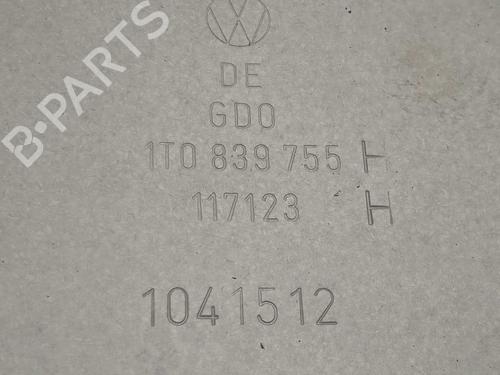 B-PARTS
DE
GDO
1T0 839 755 H
117123 H
1041512